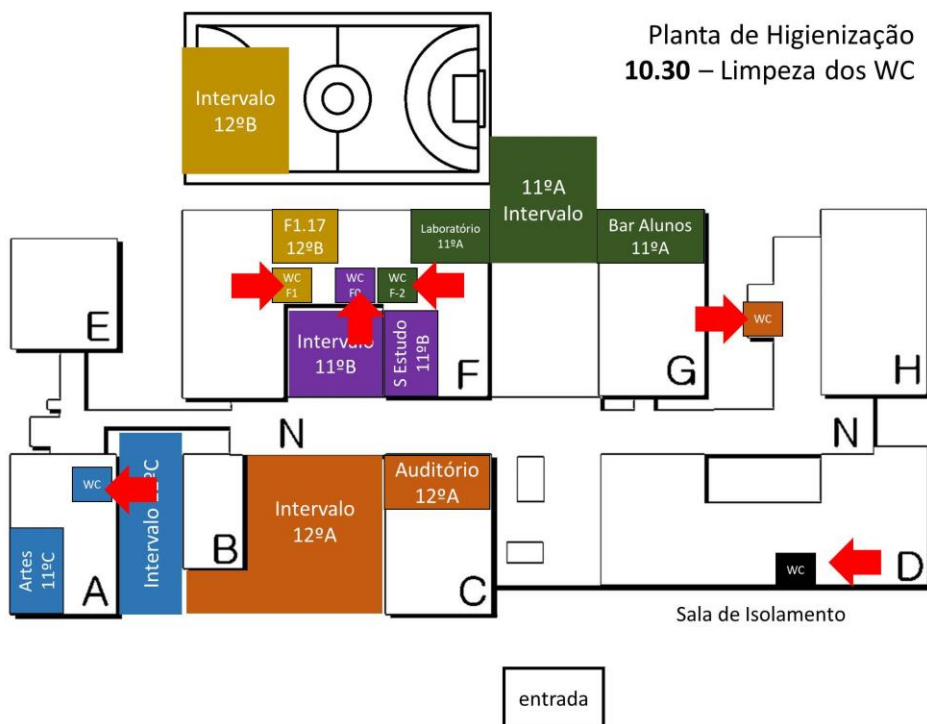 Planta de Higienização
10.30 – Limpeza dos WC
Intervalo
12ºB
11ºA
Intervalo
F1.17
12ºB
Laboratório
11ºA
Bar Alunos
11ºA
WC
F1
WC
F0
WC
F-2
WC
E
Intervalo
11ºB
S Estudo
11ºB
F
G
H
N
N
WC
Intervalo 11ºC
Auditório
12ºA
Intervalo
12ºA
Artes
11ºC
A
B
C
WC
D
Sala de Isolamento
entrada